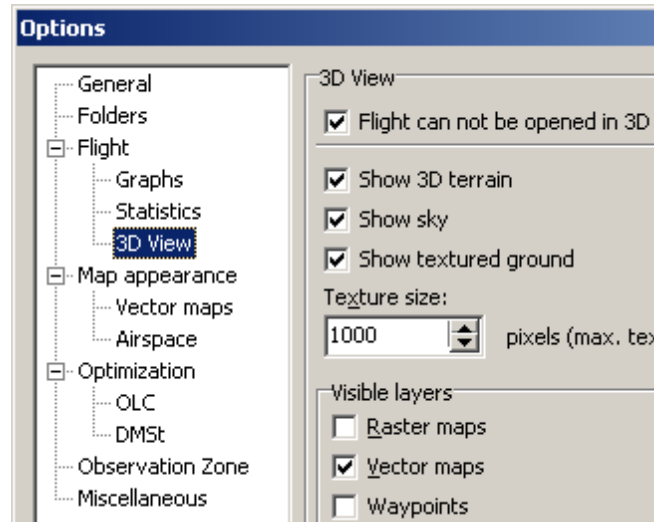 Options
General
Folders
Flight
Graphs
Statistics
3D View
Map appearance
Vector maps
Airspace
Optimization
OLC
DMSt
Observation Zone
Miscellaneous
3D View
Flight can not be opened in 3D
Show 3D terrain
Show sky
Show textured ground
Texture size:
1000 pixels (max. tex
Visible layers
Raster maps
Vector maps
Waypoints